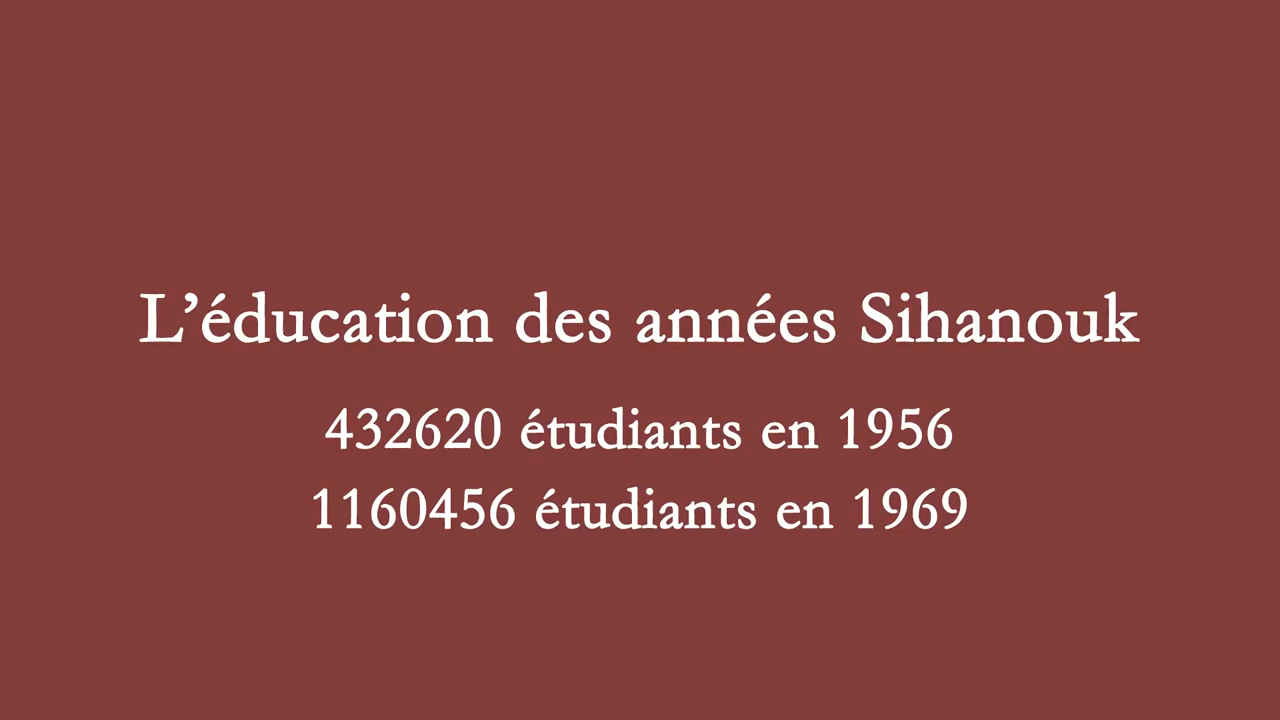 L’éducation des années Sihanouk
432620 étudiants en 1956
1160456 étudiants en 1969